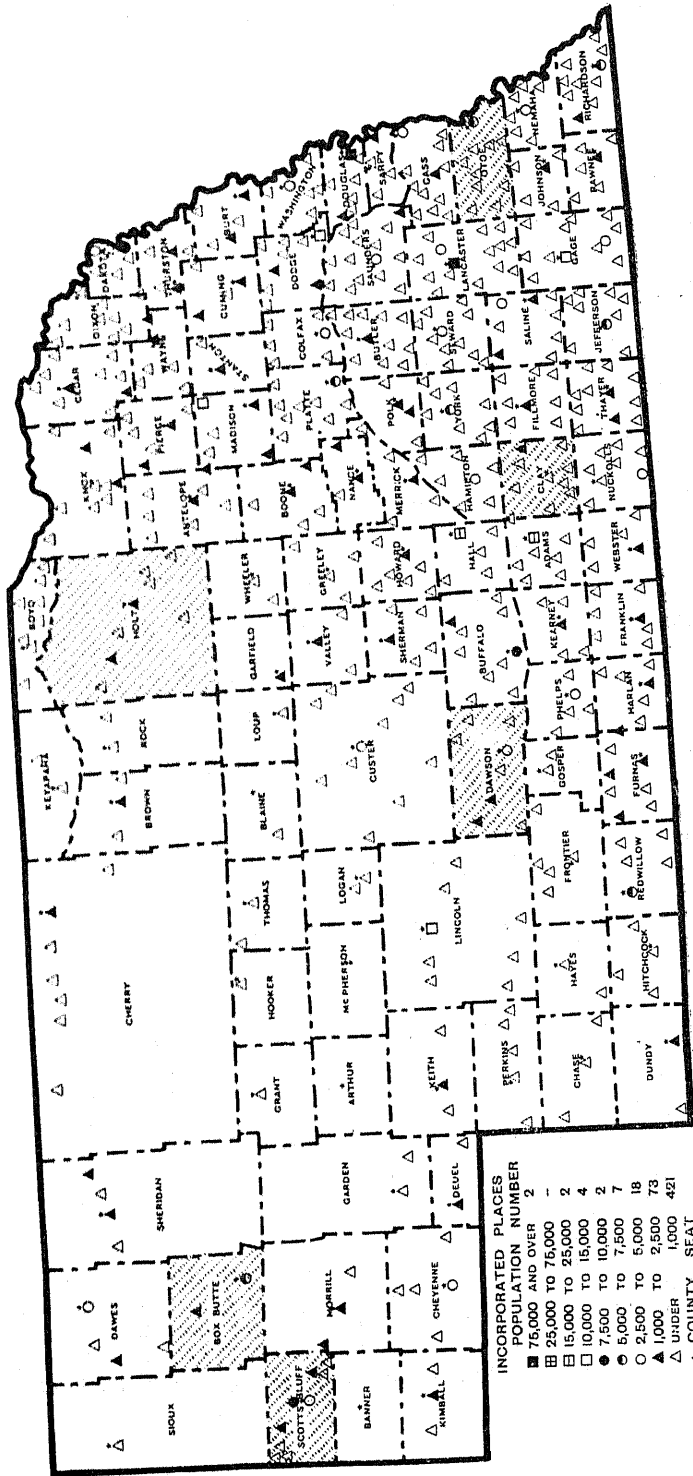 SIOUX
DAWES
BOX BUTTE
SCOTTS BLUFF
BANNER
KIMBALL
MORRILL
CHEYENNE
SHERIDAN
GARDEN
DEUEL
CHERRY
GRANT
HOOKER
THOMAS
ARTHUR
MC PHERSON
LOGAN
KEITH
LINCOLN
PERKINS
CHASE
HAYES
FRONTIER
DUNDY
HITCHCOCK
REDWILLOW
FURNAS
HARLAN
GOSPER
PHELPS
KEYAPAHA
BROWN
ROCK
BLAINE
LOUP
CUSTER
DAWSON
BOYD
HOLT
GARFIELD
WHEELER
VALLEY
GREELEY
SHERMAN
HOWARD
BUFFALO
HALL
KEARNEY
ADAMS
FRANKLIN
WEBSTER
KNOX
ANTELOPE
BOONE
NANCE
MERRICK
HAMILTON
CLAY
NUCKOLLS
CEDAR
PIERCE
MADISON
PLATTE
POLK
YORK
FILLMORE
THAYER
DIXON
WAYNE
STANTON
COLFAX
BUTLER
SEWARD
SALINE
JEFFERSON
DAKOTA
THURSTON
CUMING
BURT
DODGE
WASHINGTON
SAUNDERS
DOUGLAS
SARPY
CASS
LANCASTER
OTOE
GAGE
JOHNSON
NEMAHA
PAWNEE
RICHARDSON
INCORPORATED PLACES
POPULATION NUMBER
75,000 AND OVER 2
25,000 TO 75,000 -
15,000 TO 25,000 2
10,000 TO 15,000 4
7,500 TO 10,000 2
5,000 TO 7,500 7
2,500 TO 5,000 18
1,000 TO 2,500 73
UNDER 1,000 421
COUNTY SEAT